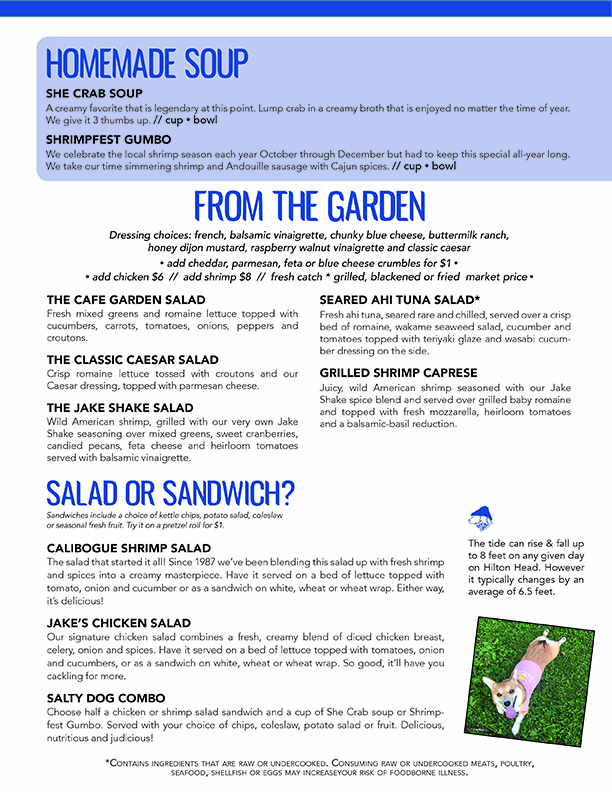 HOMEMADE SOUP
SHE CRAB SOUP
A creamy favorite that is legendary at this point. Lump crab in a creamy broth that is enjoyed no matter the time of year.
We give it 3 thumbs up. // cup • bowl
SHRIMPFEST GUMBO
We celebrate the local shrimp season each year October through December but had to keep this special all-year long.
We take our time simmering shrimp and Andouille sausage with Cajun spices. // cup • bowl
FROM THE GARDEN
Dressing choices: french, balsamic vinaigrette, chunky blue cheese, buttermilk ranch,
honey dijon mustard, raspberry walnut vinaigrette and classic caesar
• add cheddar, parmesan, feta or blue cheese crumbles for $1 •
• add chicken $6 // add shrimp $8 // fresh catch * grilled, blackened or fried market price •
THE CAFE GARDEN SALAD
Fresh mixed greens and romaine lettuce topped with
cucumbers, carrots, tomatoes, onions, peppers and
croutons.
THE CLASSIC CAESAR SALAD
Crisp romaine lettuce tossed with croutons and our
Caesar dressing, topped with parmesan cheese.
THE JAKE SHAKE SALAD
Wild American shrimp, grilled with our very own Jake
Shake seasoning over mixed greens, sweet cranberries,
candied pecans, feta cheese and heirloom tomatoes
served with balsamic vinaigrette.
SEARED AHI TUNA SALAD*
Fresh ahi tuna, seared rare and chilled, served over a crisp
bed of romaine, wakame seaweed salad, cucumber and
tomatoes topped with teriyaki glaze and wasabi cucum-
ber dressing on the side.
GRILLED SHRIMP CAPRESE
Juicy, wild American shrimp seasoned with our Jake
Shake spice blend and served over grilled baby romaine
and topped with fresh mozzarella, heirloom tomatoes
and a balsamic-basil reduction.
SALAD OR SANDWICH?
Sandwiches include a choice of kettle chips, potato salad, coleslaw
or seasonal fresh fruit. Try it on a pretzel roll for $1.
CALIBOGUE SHRIMP SALAD
The salad that started it all! Since 1987 we've been blending this salad up with fresh shrimp
and spices into a creamy masterpiece. Have it served on a bed of lettuce topped with
tomato, onion and cucumber or as a sandwich on white, wheat or wheat wrap. Either way,
it's delicious!
JAKE'S CHICKEN SALAD
Our signature chicken salad combines a fresh, creamy blend of diced chicken breast,
celery, onion and spices. Have it served on a bed of lettuce topped with tomatoes, onion
and cucumbers, or as a sandwich on white, wheat or wheat wrap. So good, it'll have you
cackling for more.
SALTY DOG COMBO
Choose half a chicken or shrimp salad sandwich and a cup of She Crab soup or Shrimp-
fest Gumbo. Served with your choice of chips, coleslaw, potato salad or fruit. Delicious,
nutritious and judicious!
The tide can rise & fall up
to 8 feet on any given day
on Hilton Head. However
it typically changes by an
average of 6.5 feet.
*CONTAINS INGREDIENTS THAT ARE RAW OR UNDERCOOKED. CONSUMING RAW OR UNDERCOOKED MEATS, POULTRY,
SEAFOOD, SHELLFISH OR EGGS MAY INCREASEYOUR RISK OF FOODBORNE ILLNESS.